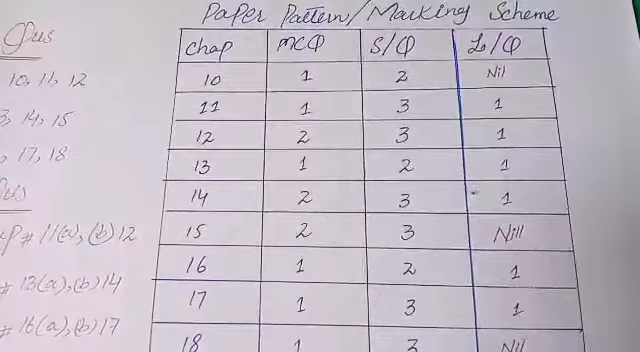 Paper Pattern/Marking Scheme
Chap MCQ S/Q L/Q
10 1 2 Nil
11 1 3 1
12 2 3 1
13 1 2 1
14 2 3 1
15 2 3 Nill
16 1 2 1
17 1 3 1
18 1 3 Nil
10, 11, 12
, 14, 15
, 17, 18
# 11(a), (b) 12
# 13(a), (b) 14
# 16(a), (b) 17